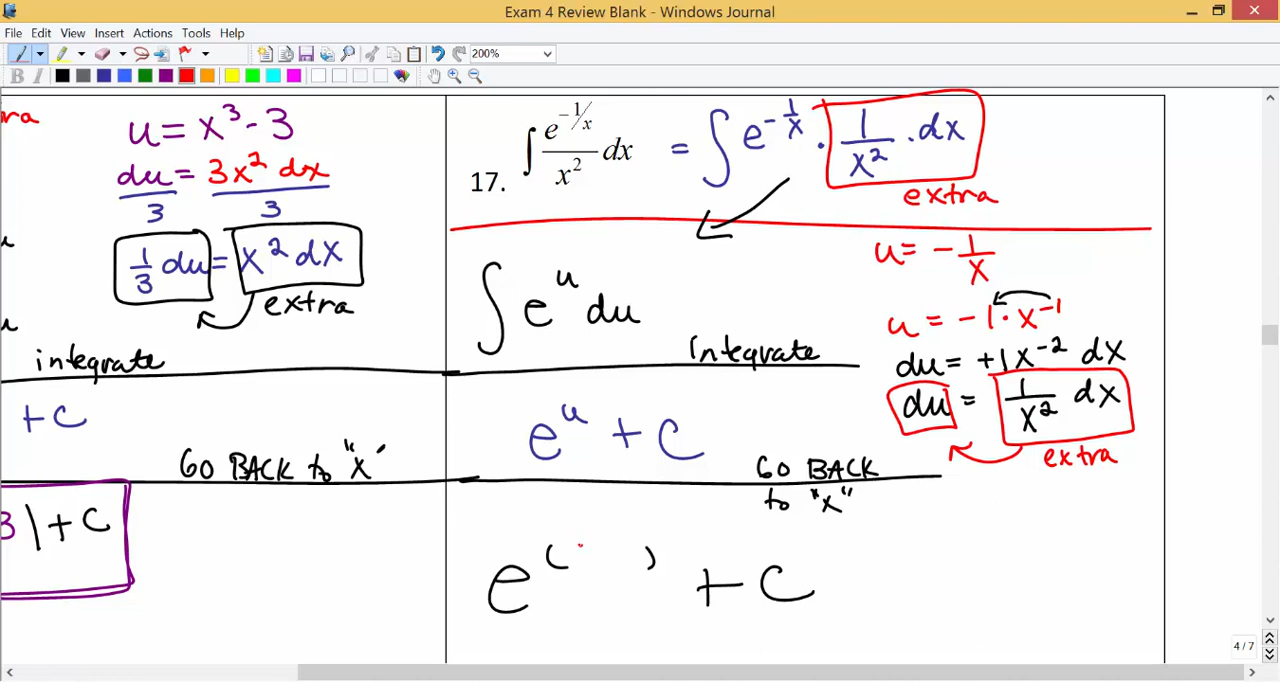 Exam 4 Review Blank - Windows Journal
File Edit View Insert Actions Tools Help
200%
B I
ra
u = x³ - 3
du = 3x² dx
3 3
1/3 du = x² dx
extra
u
u
integrate
+ C
GO BACK to "x"
3|+C
17. ∫ e^(-1/x)/x² dx = ∫ e^(-1/x) · 1/x² · dx
extra
u = - 1/x
u = -1 · x⁻¹
∫ e^u du
Integrate
du = +1x⁻² dx
du = 1/x² dx
extra
e^u + C
GO BACK
to "x"
e^( ) + C
4 / 7